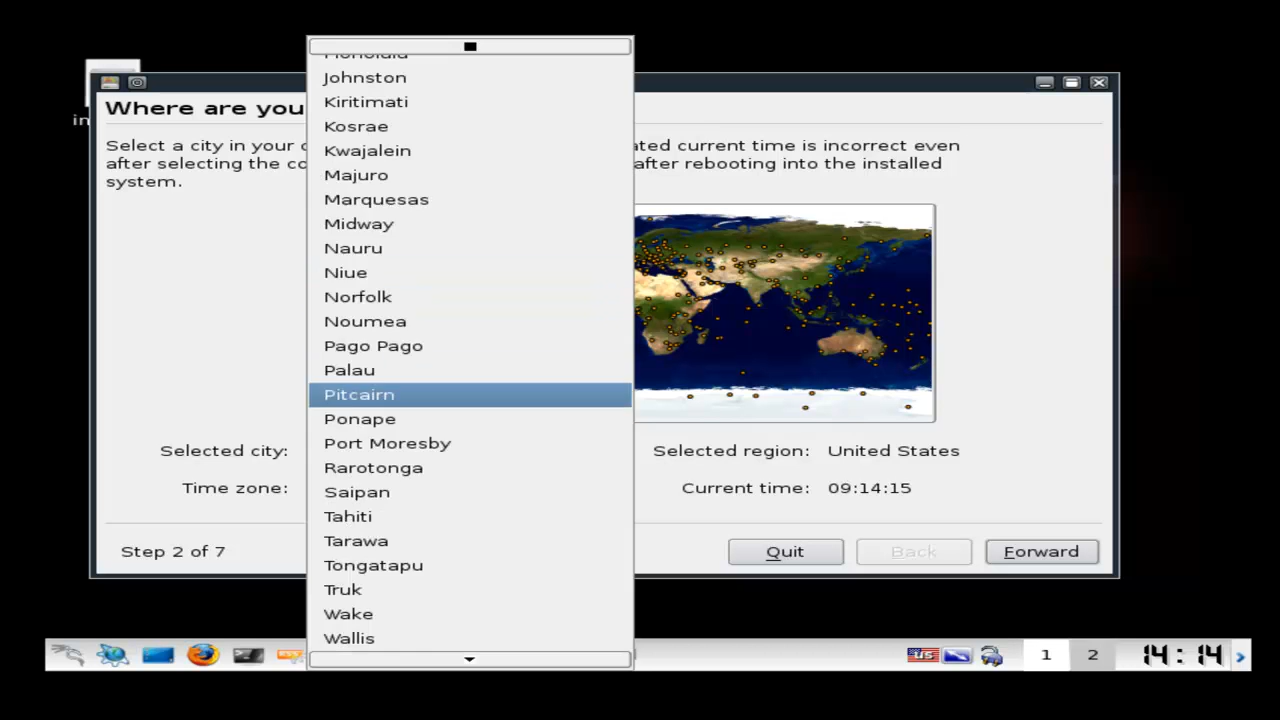 Honolulu
Johnston
Kiritimati
Kosrae
Kwajalein
Majuro
Marquesas
Midway
Nauru
Niue
Norfolk
Noumea
Pago Pago
Palau
Pitcairn
Ponape
Port Moresby
Rarotonga
Saipan
Tahiti
Tarawa
Tongatapu
Truk
Wake
Wallis
in
Where are you
Select a city in your
ated current time is incorrect even
after selecting the co
after rebooting into the installed
system.
Selected city:
Selected region: United States
Time zone:
Current time: 09:14:15
Step 2 of 7
Quit
Back
Forward
US
1
2
14:14